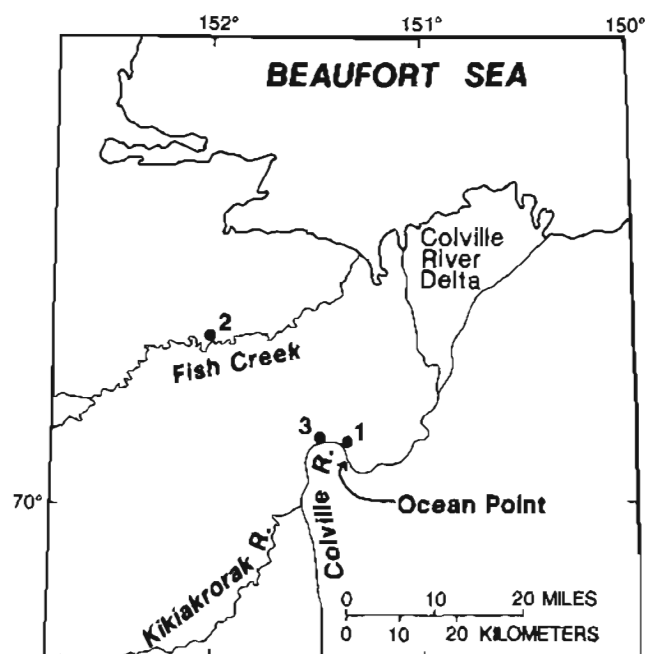 152° 151° 150°
BEAUFORT SEA
Colville
River
Delta
2
Fish Creek
3 1
Colville R.
70°
Ocean Point
Kikiakrorak R.
0 10 20 MILES
0 10 20 KILOMETERS